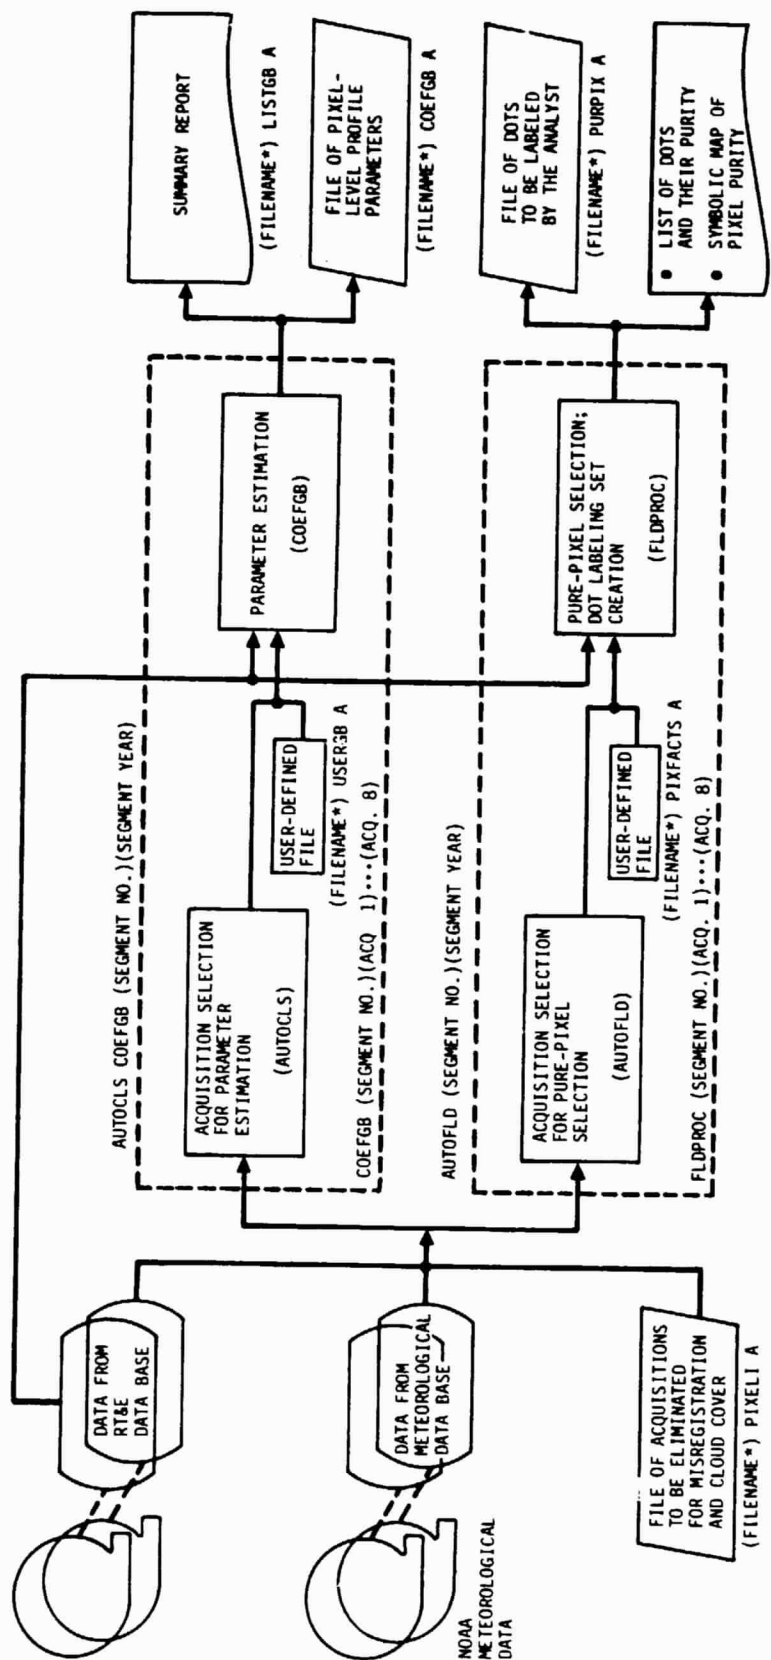 DATA FROM
RT&E
DATA BASE
NOAA
METEOROLOGICAL
DATA
DATA FROM
METEOROLOGICAL
DATA BASE
FILE OF ACQUISITIONS
TO BE ELIMINATED
FOR MISREGISTRATION
AND CLOUD COVER
(FILENAME*) PIXELI A
AUTOCLS COEFGB (SEGMENT NO.)(SEGMENT YEAR)
ACQUISITION SELECTION
FOR PARAMETER
ESTIMATION
(AUTOCLS)
USER-DEFINED
FILE
(FILENAME*) USERGB A
COEFGB (SEGMENT NO.)(ACQ 1)•••(ACQ. 8)
PARAMETER ESTIMATION
(COEFGB)
AUTOFLD (SEGMENT NO.)(SEGMENT YEAR)
ACQUISITION SELECTION
FOR PURE-PIXEL
SELECTION
(AUTOFLD)
USER-DEFINED
FILE
(FILENAME*) PIXFACTS A
FLDPROC (SEGMENT NO.)(ACQ. 1)•••(ACQ. 8)
PURE-PIXEL SELECTION;
DOT LABELING SET
CREATION
(FLDPROC)
SUMMARY REPORT
(FILENAME*) LISTGB A
FILE OF PIXEL-
LEVEL PROFILE
PARAMETERS
(FILENAME*) COEFGB A
FILE OF DOTS
TO BE LABELED
BY THE ANALYST
(FILENAME*) PURPIX A
• LIST OF DOTS
AND THEIR PURITY
• SYMBOLIC MAP OF
PIXEL PURITY